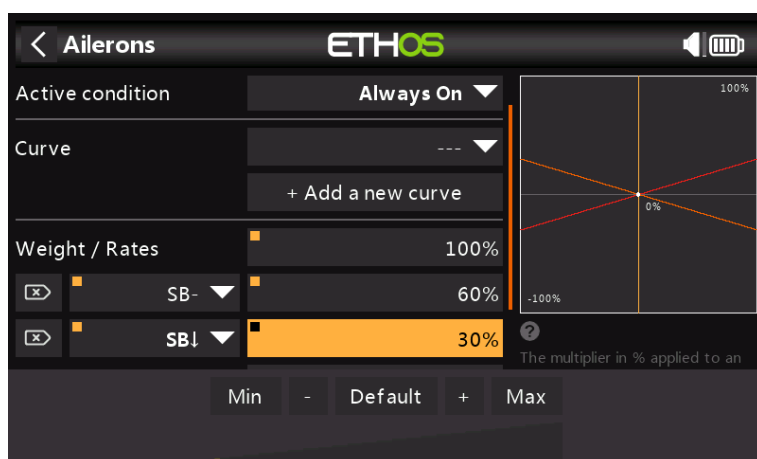 Ailerons
ETHOS
Active condition
Always On
Curve
---
+ Add a new curve
Weight / Rates
100%
SB-
60%
SB↓
30%
100%
0%
-100%
?
The multiplier in % applied to an
Min - Default + Max